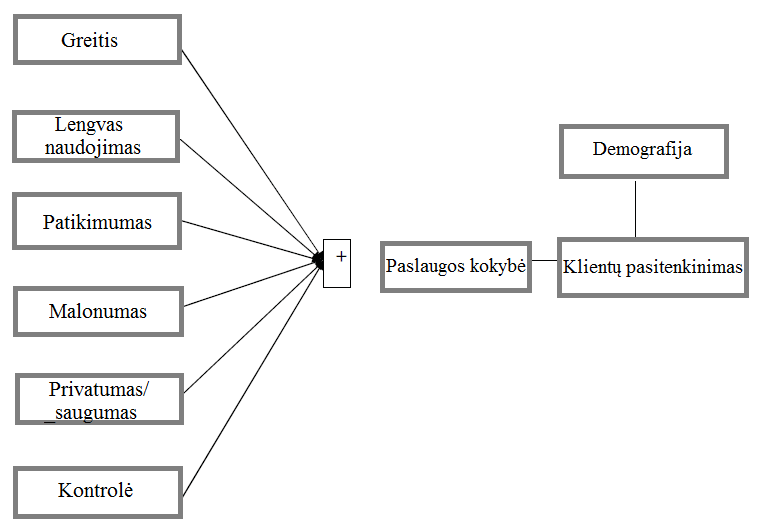 Greitis
Lengvas
naudojimas
Patikimumas
Malonumas
Privatumas/
_saugumas
Kontrolė
+
Paslaugos kokybė
Demografija
Klientų pasitenkinimas